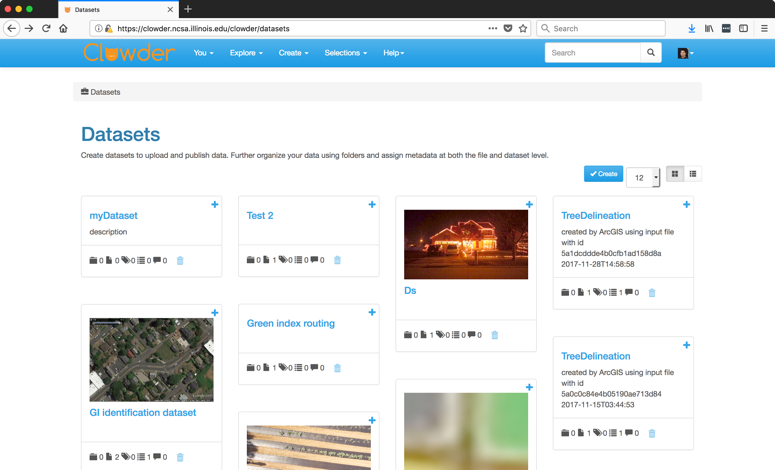 Datasets
https://clowder.ncsa.illinois.edu/clowder/datasets
Search
Clowder
You
Explore
Create
Selections
Help
Search
Datasets
Datasets
Create datasets to upload and publish data. Further organize your data using folders and assign metadata at both the file and dataset level.
Create
12
myDataset
description
0 0 0 0 0
GI identification dataset
0 2 0 1 0
Test 2
0 1 0 0 0
Green index routing
0 1 0 0 0
Ds
0 1 0 0 0
TreeDelineation
created by ArcGIS using input file
with id
5a1dcddde4b0cfb1ad158d8a
2017-11-28T14:58:58
0 1 0 1 0
TreeDelineation
created by ArcGIS using input file
with id
5a0c0c84e4b05190ae713d84
2017-11-15T03:44:53
0 1 0 1 0